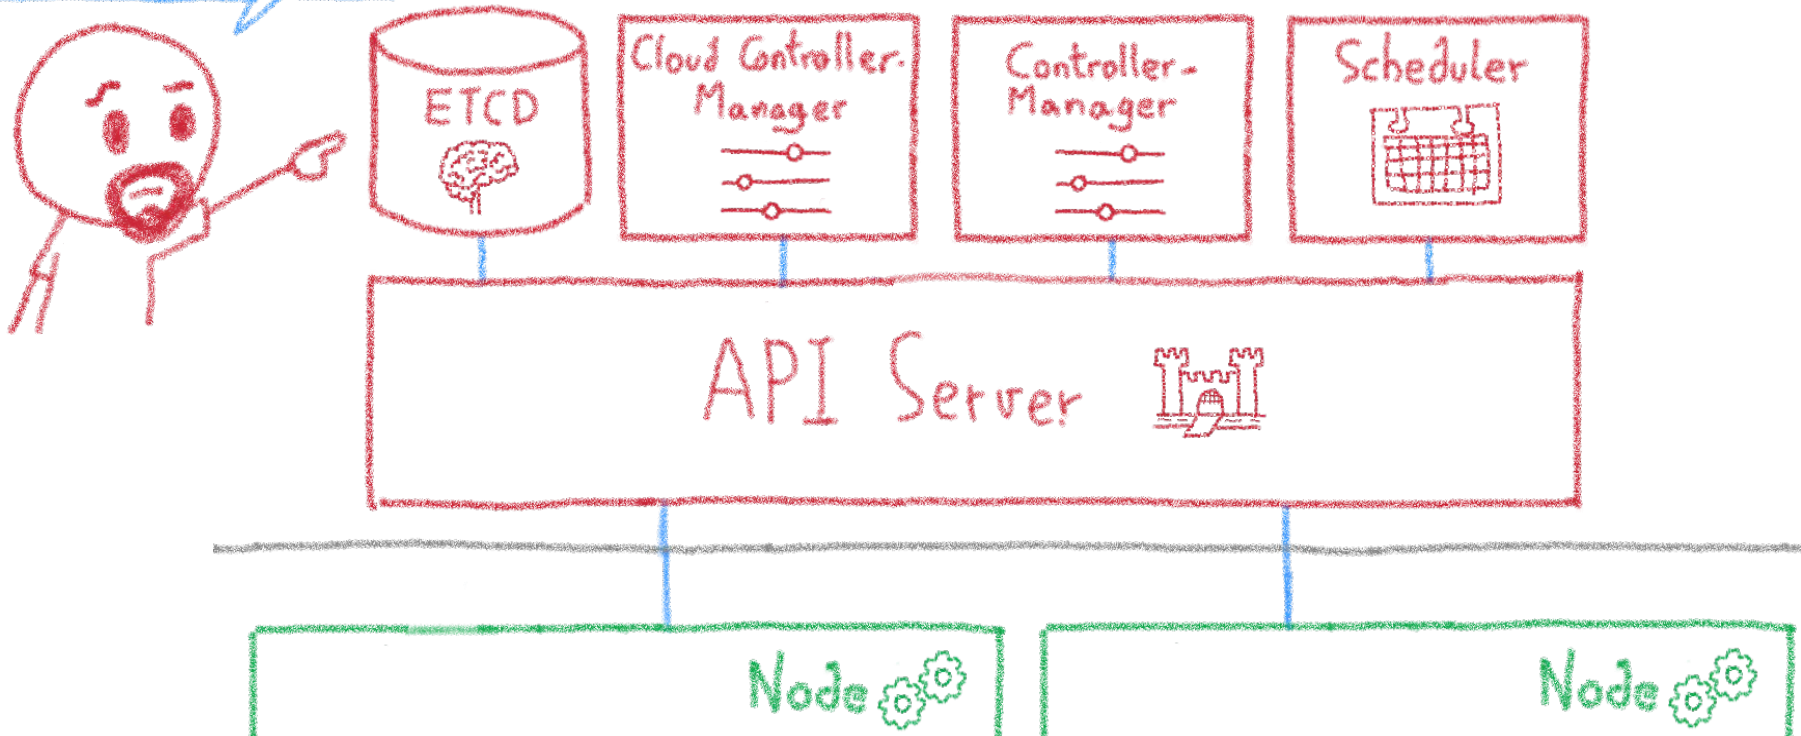 ETCD
Cloud Controller-
Manager
Controller-
Manager
Scheduler
API Server
Node
Node